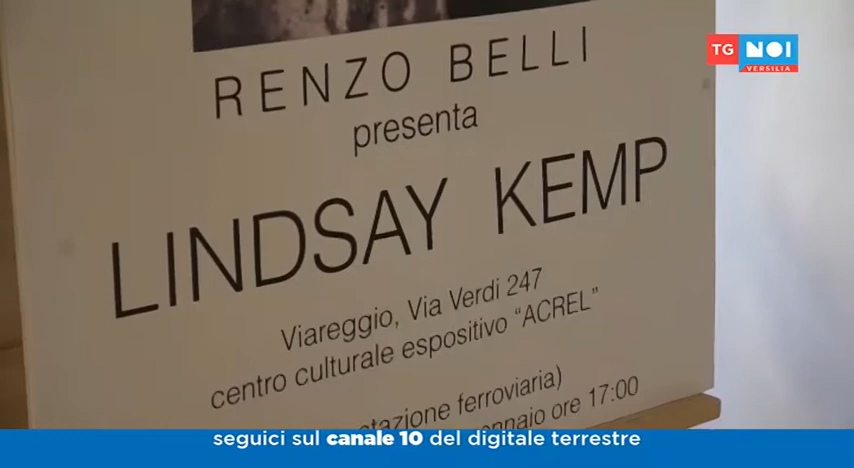 TG NOI
VERSILIA
RENZO BELLI
presenta
LINDSAY KEMP
Viareggio, Via Verdi 247
centro culturale espositivo “ACREL”
ferroviaria)
ore 17:00
seguici sul canale 10 del digitale terrestre